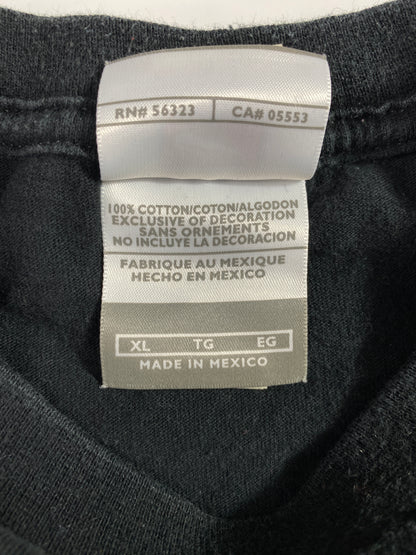 RN# 56323 CA# 05553
100% COTTON/COTON/ALGODON
EXCLUSIVE OF DECORATION
SANS ORNEMENTS
NO INCLUYE LA DECORACION
FABRIQUE AU MEXIQUE
HECHO EN MEXICO
XL TG EG
MADE IN MEXICO